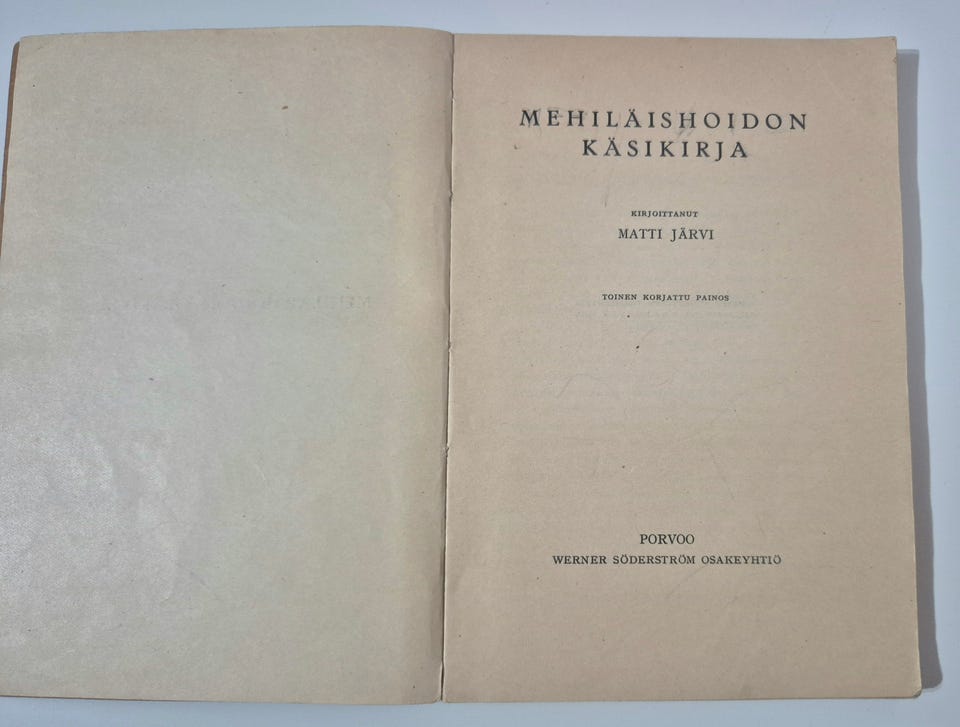 MEHILÄISHOIDON
KÄSIKIRJA
KIRJOITTANUT
MATTI JÄRVI
TOINEN KORJATTU PAINOS
PORVOO
WERNER SÖDERSTRÖM OSAKEYHTIÖ